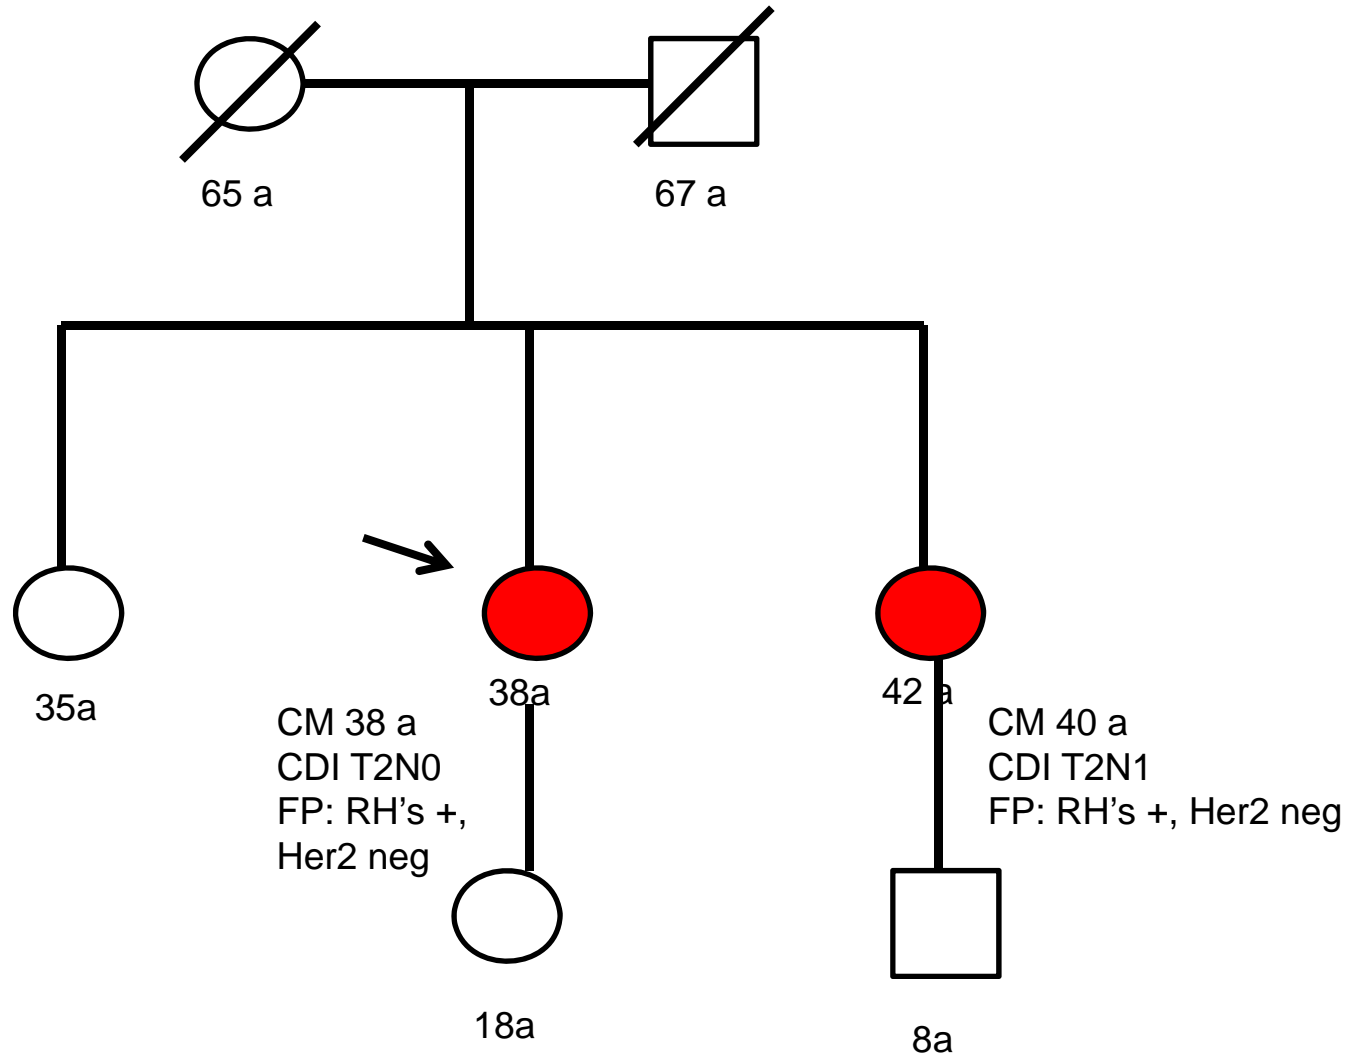 65 a
67 a
35a
38a
42 a
CM 38 a
CDI T2N0
FP: RH’s +,
Her2 neg
CM 40 a
CDI T2N1
FP: RH’s +, Her2 neg
18a
8a